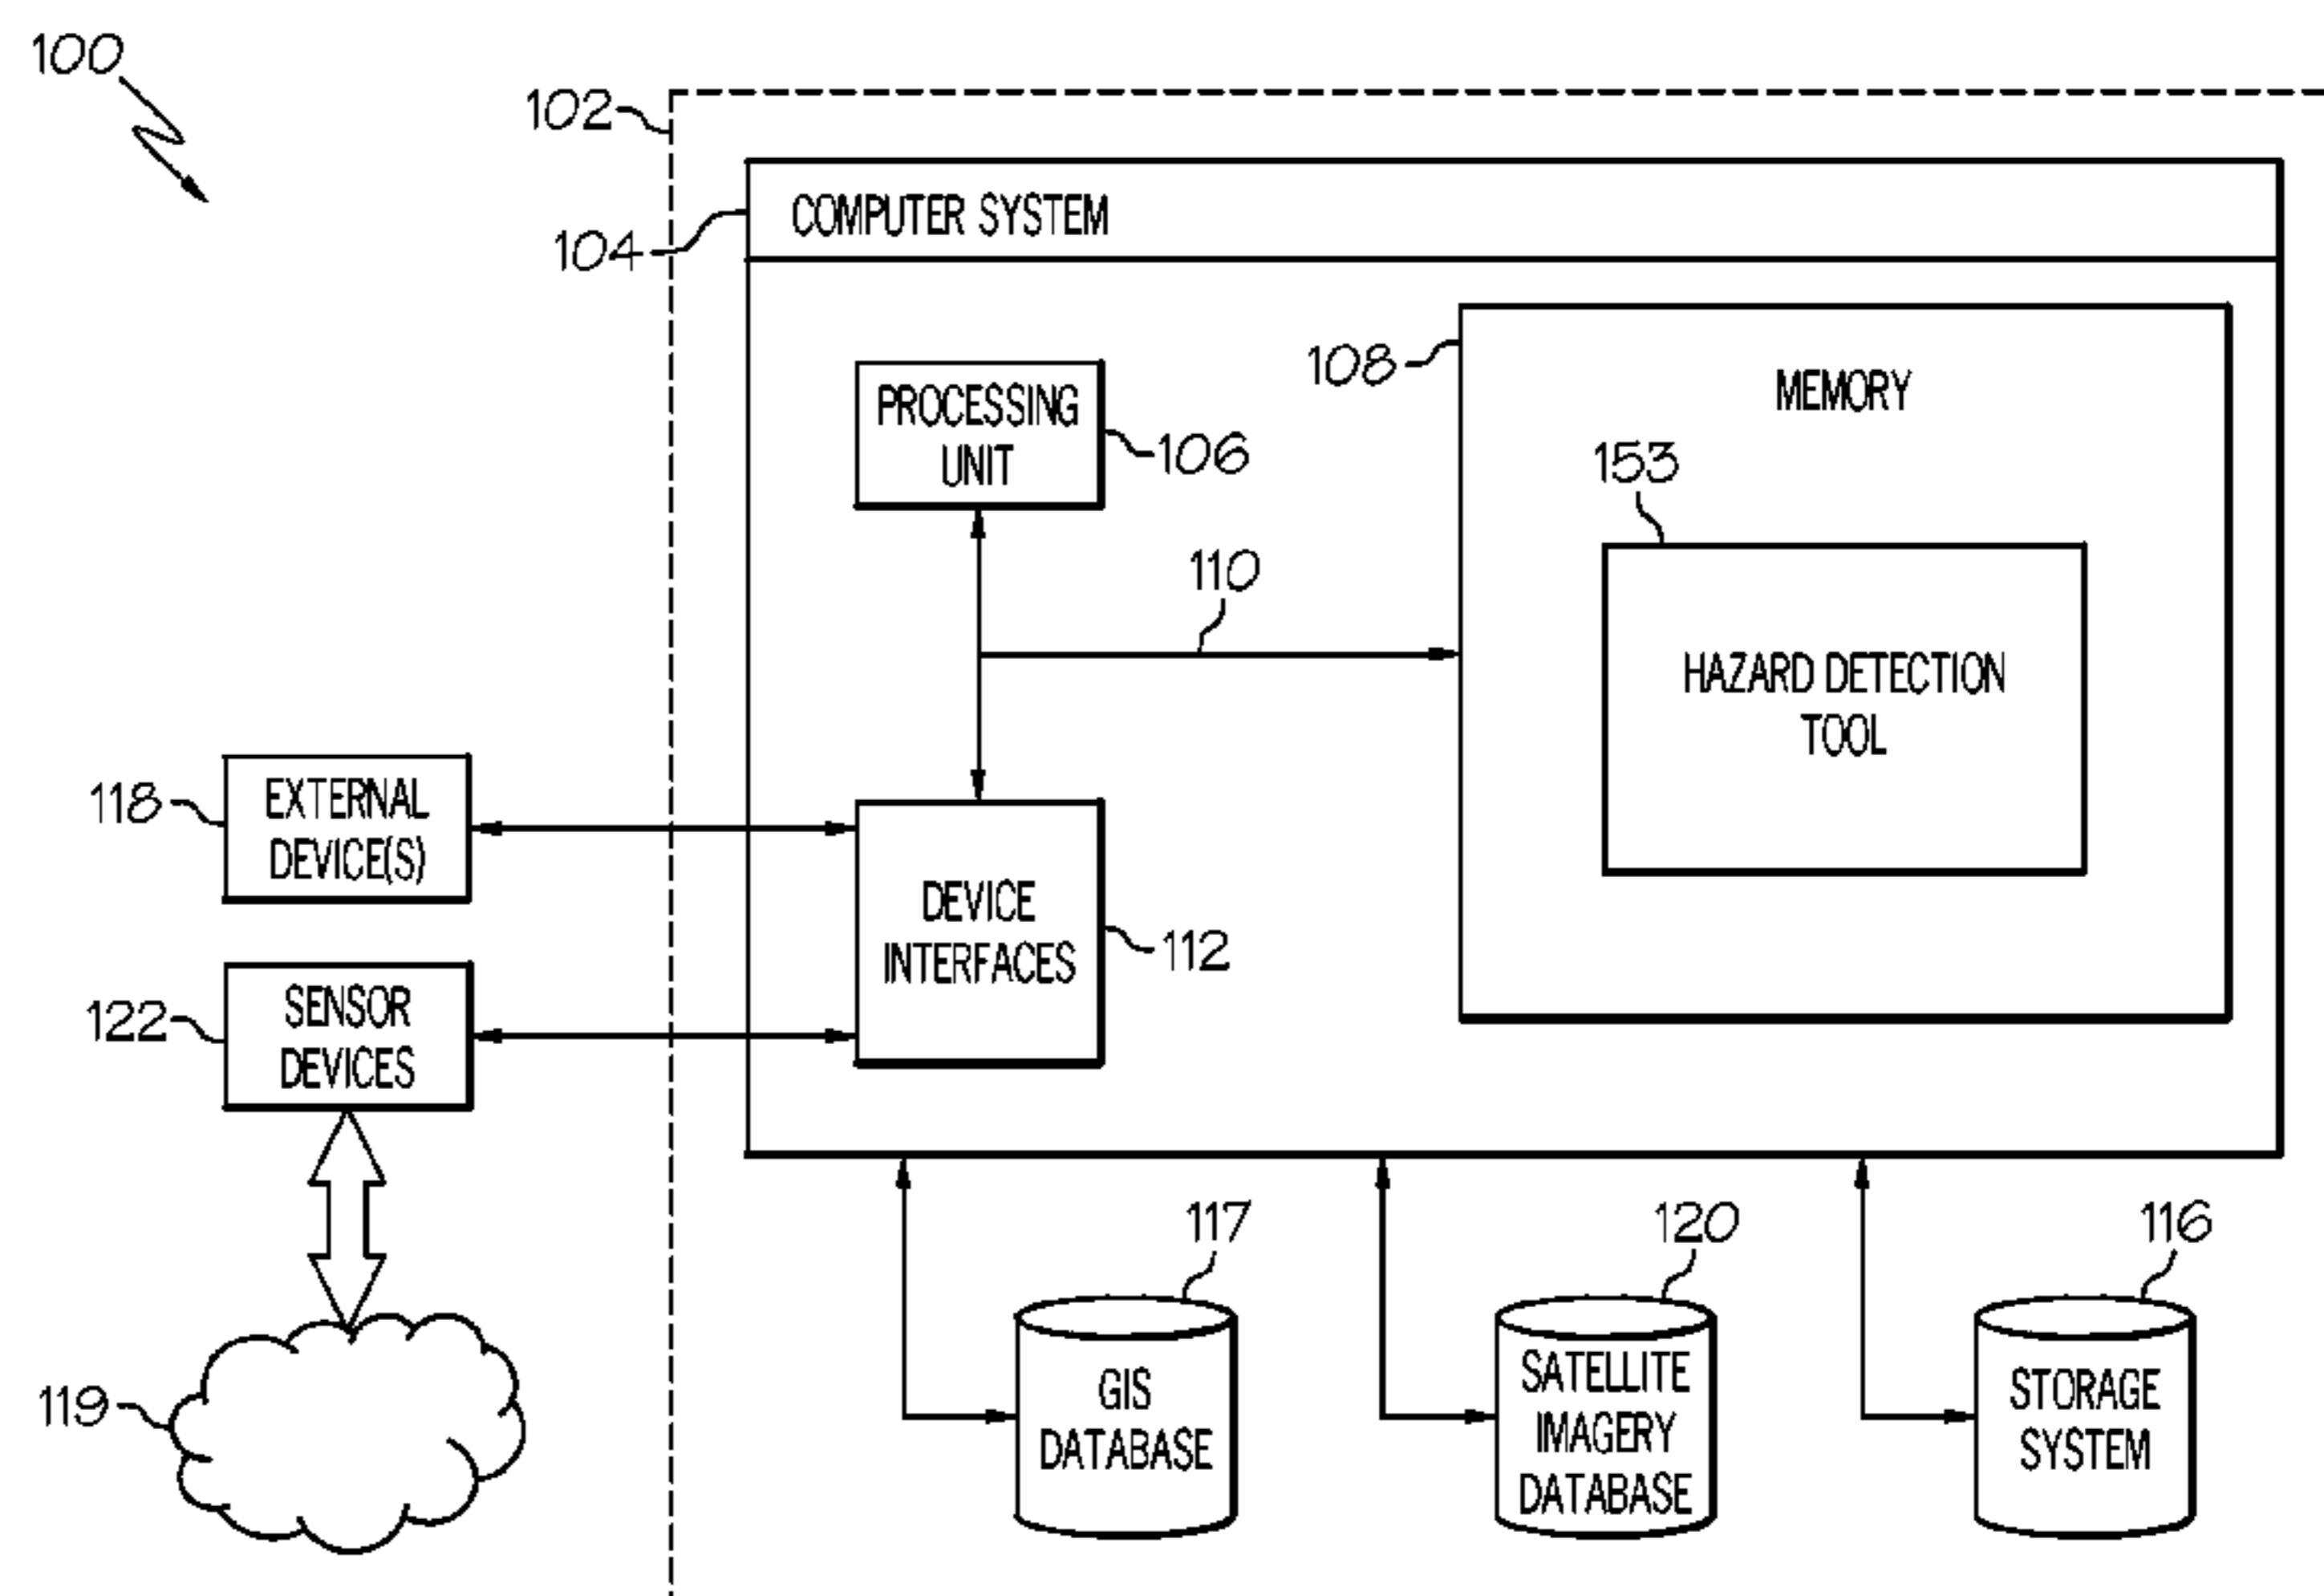 100
102
COMPUTER SYSTEM
104
108
MEMORY
PROCESSING
UNIT
106
153
110
HAZARD DETECTION
TOOL
118
EXTERNAL
DEVICE(S)
DEVICE
INTERFACES
112
122
SENSOR
DEVICES
117
120
116
119
GIS
DATABASE
SATELLITE
IMAGERY
DATABASE
STORAGE
SYSTEM